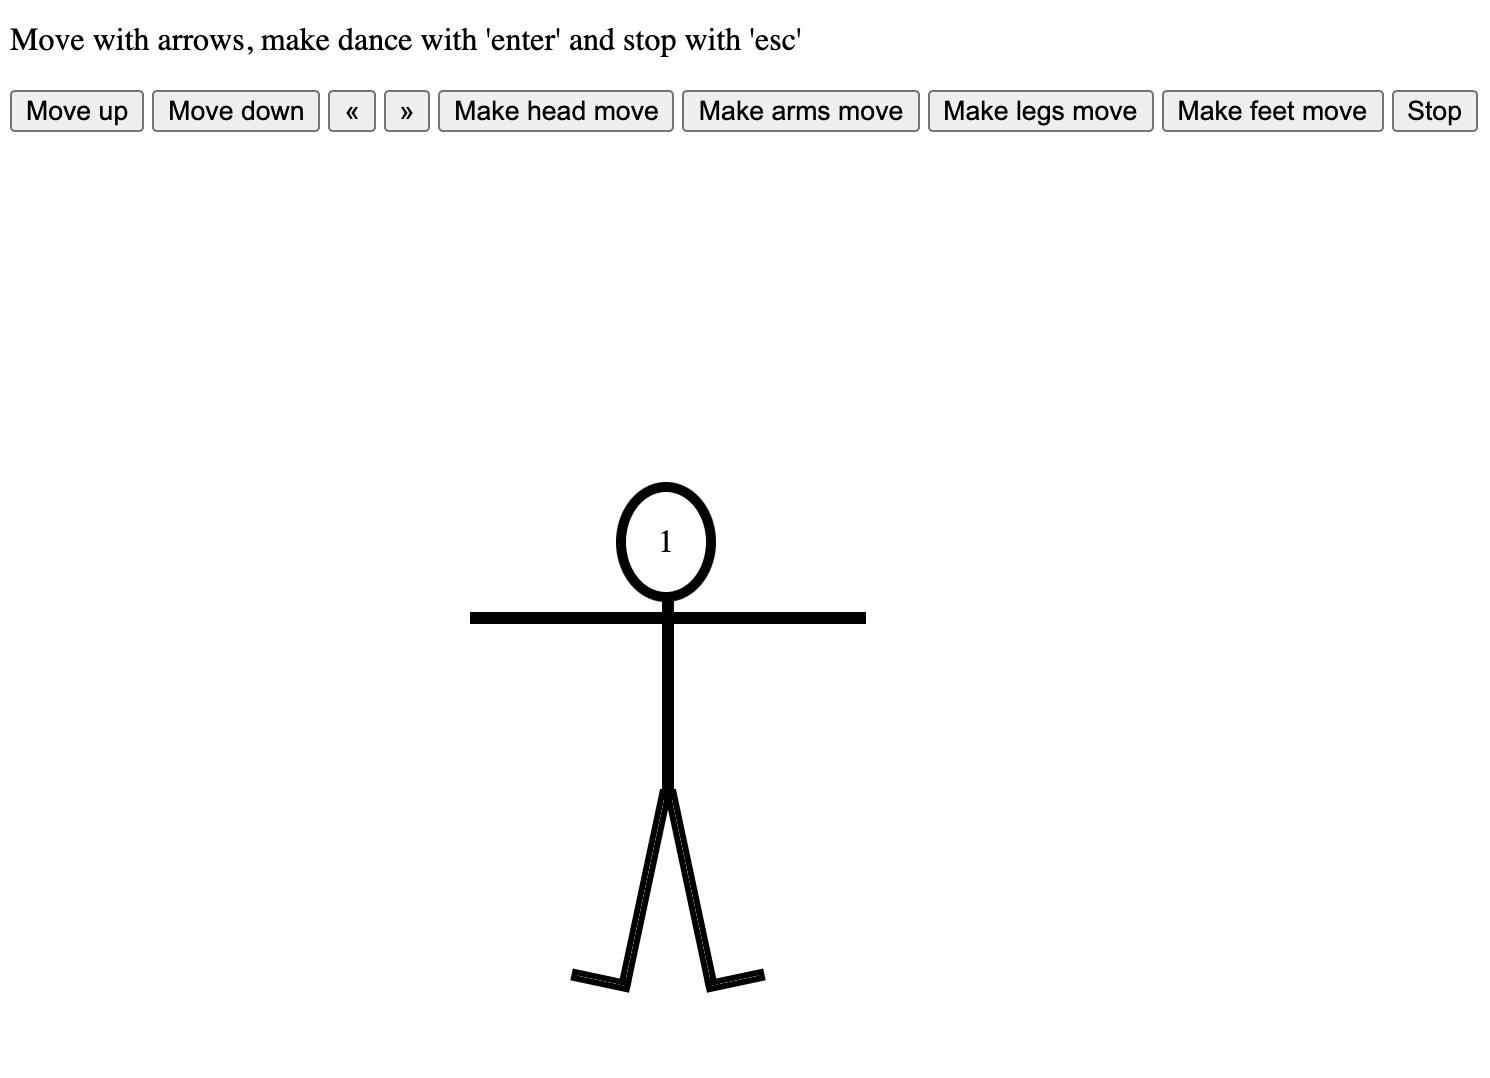 Move with arrows, make dance with 'enter' and stop with 'esc'
Move up Move down « » Make head move Make arms move Make legs move Make feet move Stop
1